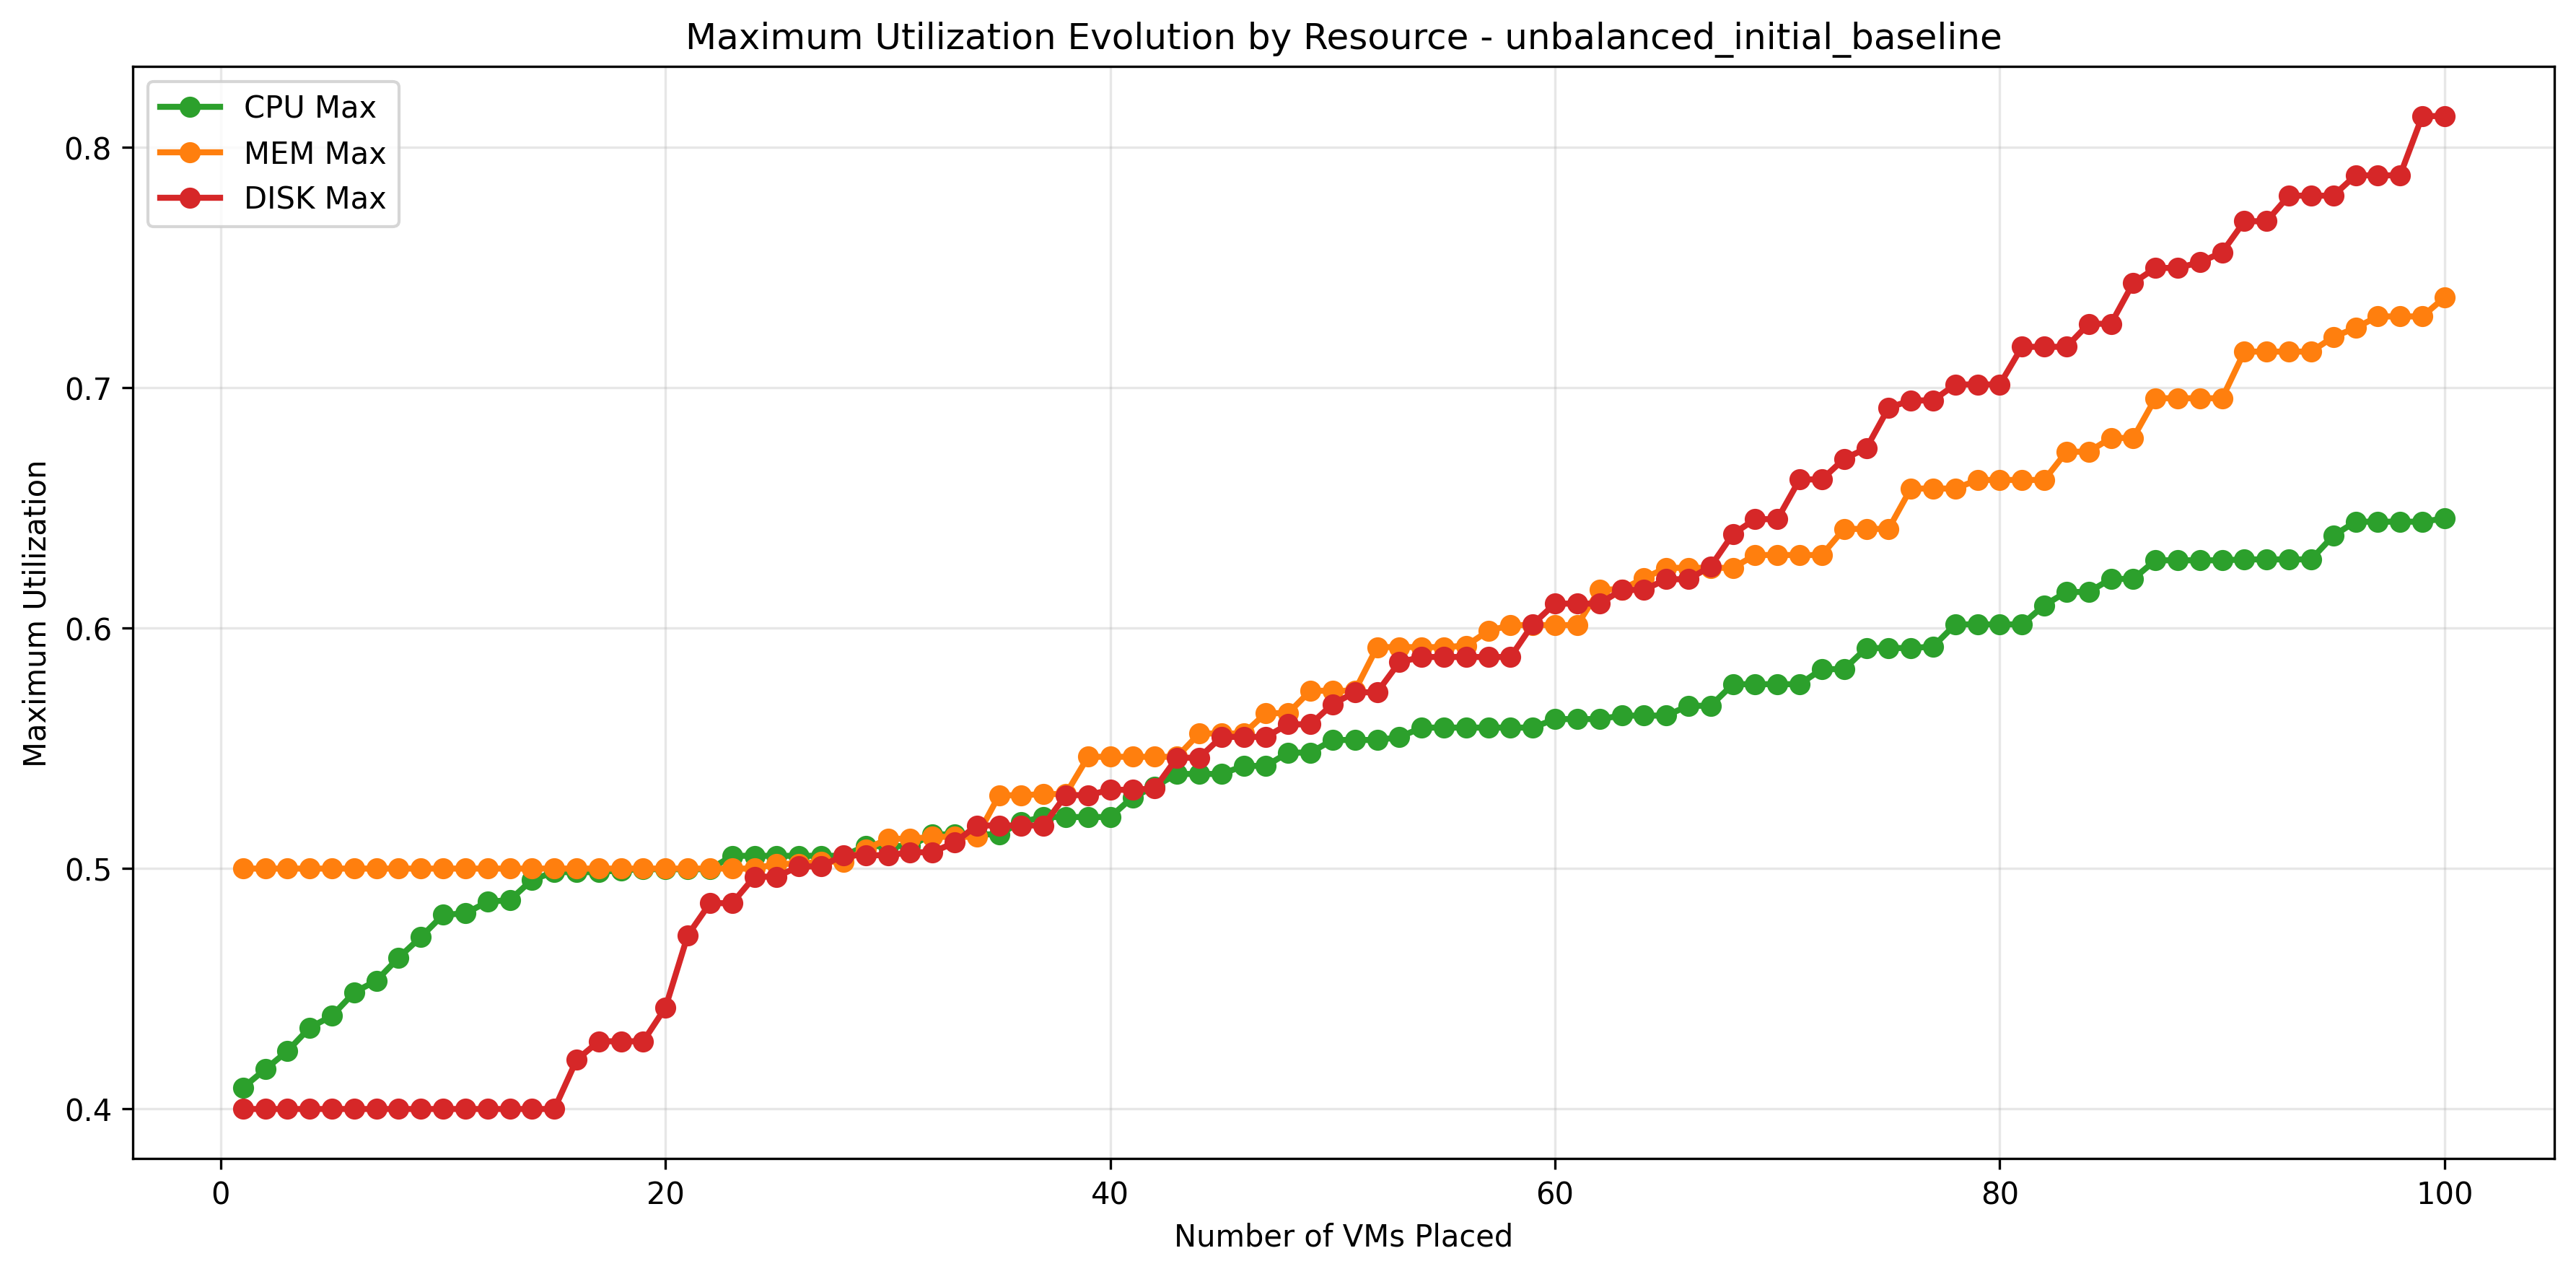 Maximum Utilization Evolution by Resource - unbalanced_initial_baseline
CPU Max
MEM Max
DISK Max
Maximum Utilization
0.8
0.7
0.6
0.5
0.4
0 20 40 60 80 100
Number of VMs Placed